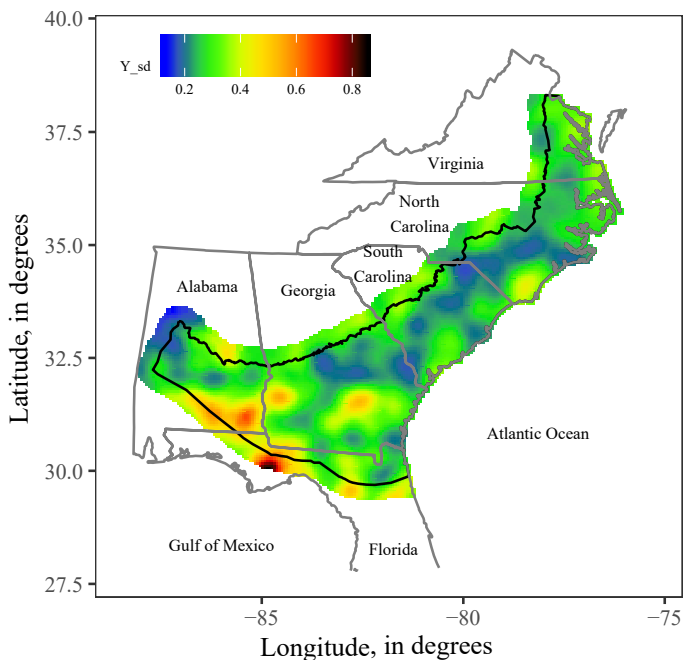 40.0
Y_sd
0.2 0.4 0.6 0.8
37.5
Virginia
North
Carolina
35.0
South
Carolina
Alabama
Georgia
32.5
Latitude, in degrees
Atlantic Ocean
30.0
Gulf of Mexico
Florida
27.5
−85 −80 −75
Longitude, in degrees